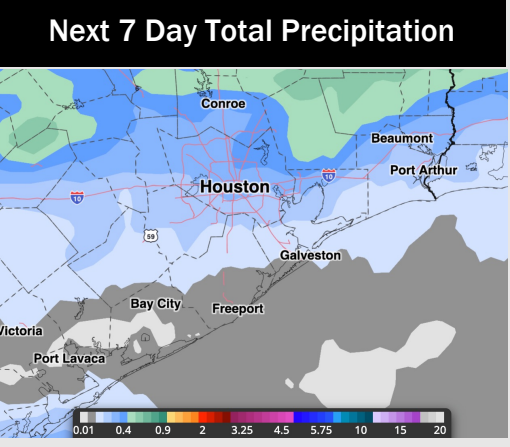 Next 7 Day Total Precipitation
Conroe
Beaumont
Port Arthur
Houston
10
10
59
Galveston
Bay City
Freeport
Victoria
Port Lavaca
0.01 0.4 0.9 2 3.25 4.5 5.75 10 15 20